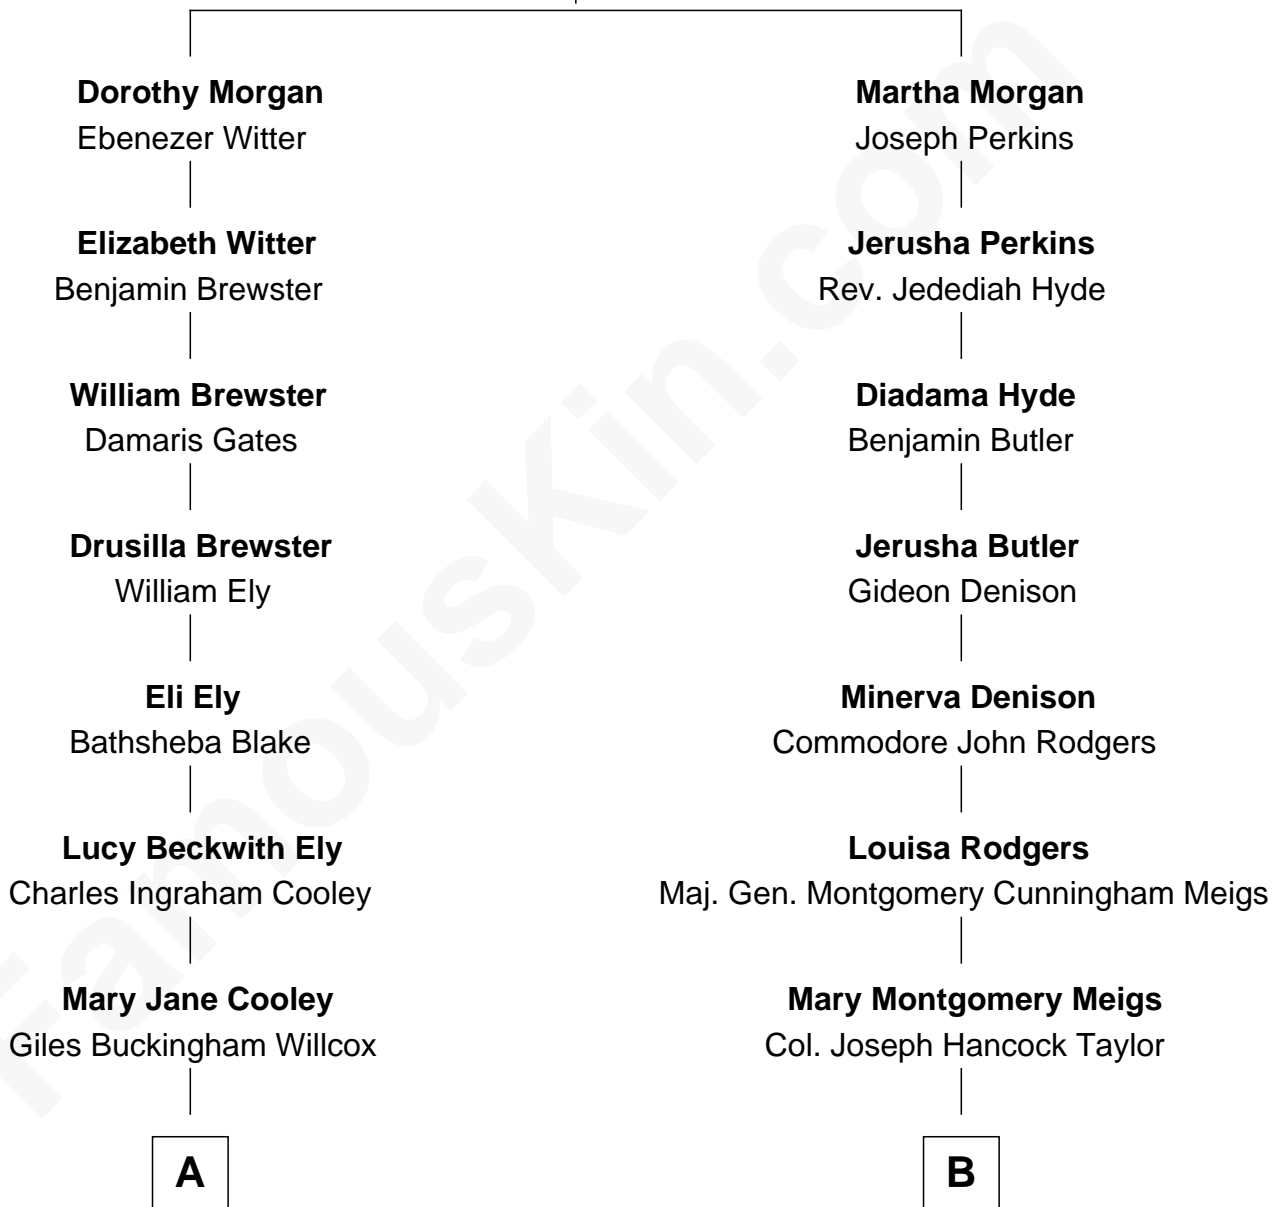 Dorothy Morgan
Ebenezer Witter
Elizabeth Witter
Benjamin Brewster
William Brewster
Damaris Gates
Drusilla Brewster
William Ely
Eli Ely
Bathsheba Blake
Lucy Beckwith Ely
Charles Ingraham Cooley
Mary Jane Cooley
Giles Buckingham Willcox
A
Martha Morgan
Joseph Perkins
Jerusha Perkins
Rev. Jedediah Hyde
Diadama Hyde
Benjamin Butler
Jerusha Butler
Gideon Denison
Minerva Denison
Commodore John Rodgers
Louisa Rodgers
Maj. Gen. Montgomery Cunningham Meigs
Mary Montgomery Meigs
Col. Joseph Hancock Taylor
B
FamousKin.com